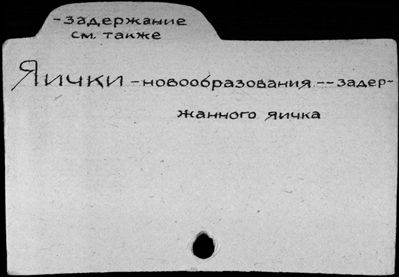 -Задержание
см. также
Яички -новообразования --задер-
жанного яичка